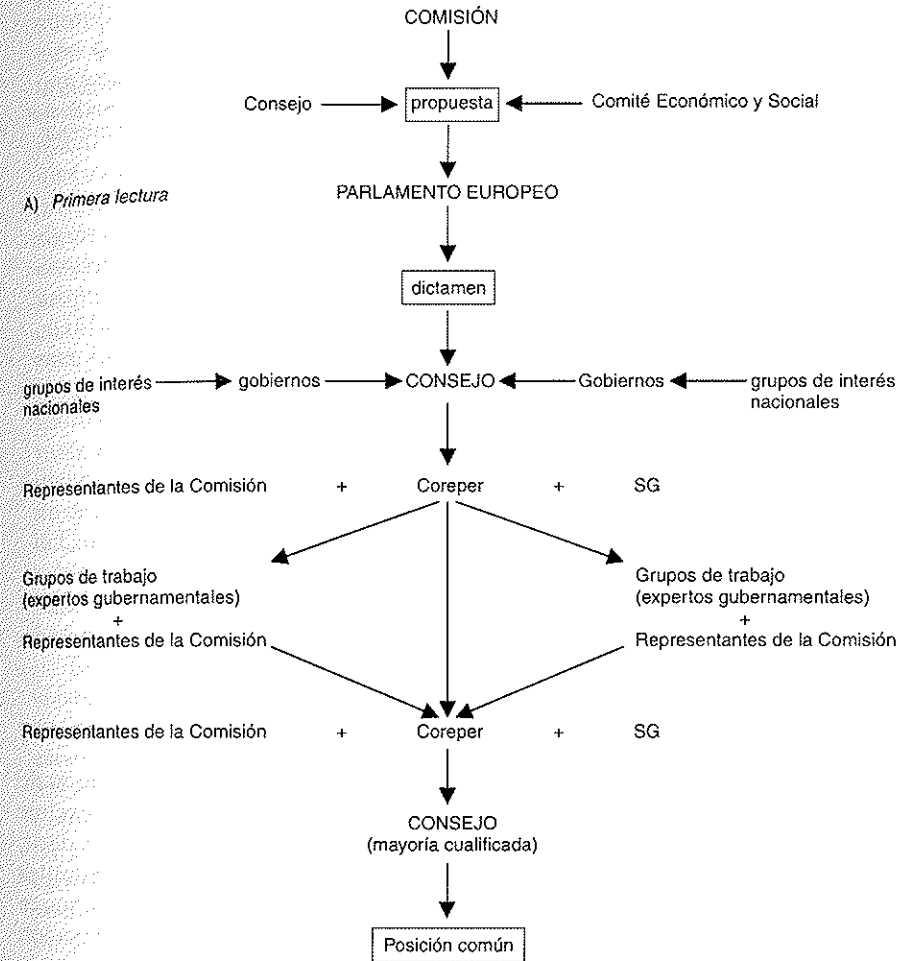 COMISIÓN
Consejo propuesta Comité Económico y Social
A) Primera lectura PARLAMENTO EUROPEO
dictamen
grupos de interés nacionales gobiernos CONSEJO Gobiernos grupos de interés nacionales
Representantes de la Comisión + Coreper + SG
Grupos de trabajo
(expertos gubernamentales)
+
Representantes de la Comisión
Grupos de trabajo
(expertos gubernamentales)
+
Representantes de la Comisión
Representantes de la Comisión + Coreper + SG
CONSEJO
(mayoría cualificada)
Posición común